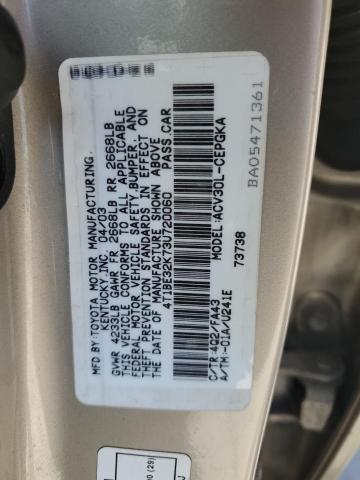 MFD. BY: TOYOTA MOTOR MANUFACTURING.
KENTUCKY, INC. 04/03
GVWR 4233LB GAWR FR 2668LB RR 2668LB
THIS VEHICLE CONFORMS TO ALL APPLICABLE
FEDERAL MOTOR VEHICLE SAFETY,BUMPER, AND
THEFT PREVENTION STANDARDS IN EFFECT ON
THE DATE OF MANUFACTURE SHOWN ABOVE.
4T1BE32K73U720060 PASS.CAR
MODEL:ACV30L-CEPGKA
73738
C/TR:4Q2/FA43
A/TM:-01A/U241E
BA05471361
(29)